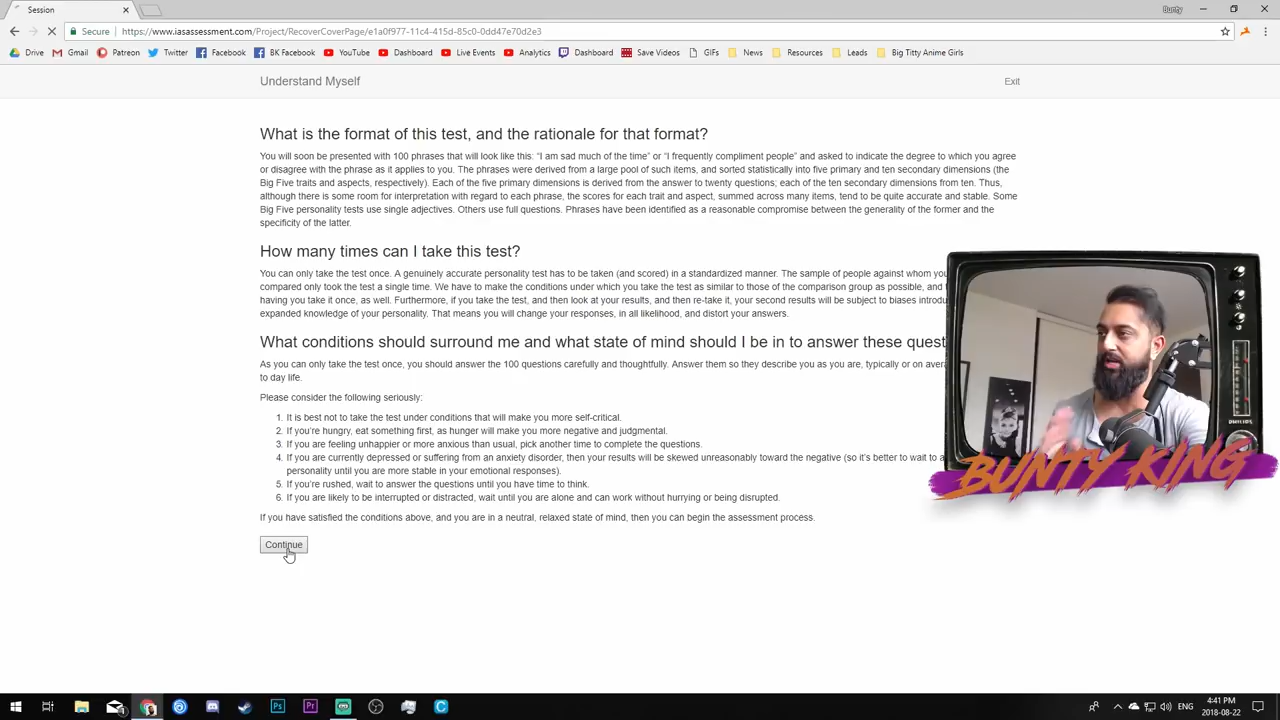 Session
Bunty
Secure
https://www.iasassessment.com/Project/RecoverCoverPage/e1a0f977-11c4-415d-85c0-0dd47e70d2e3
Drive
Gmail
Patreon
Twitter
Facebook
BK Facebook
YouTube
Dashboard
Live Events
Analytics
Dashboard
Save Videos
GIFs
News
Resources
Leads
Big Titty Anime Girls
Understand Myself
Exit
What is the format of this test, and the rationale for that format?
You will soon be presented with 100 phrases that will look like this: “I am sad much of the time” or “I frequently compliment people” and asked to indicate the degree to which you agree
or disagree with the phrase as it applies to you. The phrases were derived from a large pool of such items, and sorted statistically into five primary and ten secondary dimensions (the
Big Five traits and aspects, respectively). Each of the five primary dimensions is derived from the answer to twenty questions; each of the ten secondary dimensions from ten. Thus,
although there is some room for interpretation with regard to each phrase, the scores for each trait and aspect, summed across many items, tend to be quite accurate and stable. Some
Big Five personality tests use single adjectives. Others use full questions. Phrases have been identified as a reasonable compromise between the generality of the former and the
specificity of the latter.
How many times can I take this test?
You can only take the test once. A genuinely accurate personality test has to be taken (and scored) in a standardized manner. The sample of people against whom you
compared only took the test a single time. We have to make the conditions under which you take the test as similar to those of the comparison group as possible, and
having you take it once, as well. Furthermore, if you take the test, and then look at your results, and then re-take it, your second results will be subject to biases
expanded knowledge of your personality. That means you will change your responses, in all likelihood, and distort your answers.
What conditions should surround me and what state of mind should I be in to answer these quest
As you can only take the test once, you should answer the 100 questions carefully and thoughtfully. Answer them so they describe you as you are, typically or on
to day life.
Please consider the following seriously:
1. It is best not to take the test under conditions that will make you more self-critical.
2. If you're hungry, eat something first, as hunger will make you more negative and judgmental.
3. If you are feeling unhappier or more anxious than usual, pick another time to complete the questions.
4. If you are currently depressed or suffering from an anxiety disorder, then your results will be skewed unreasonably toward the negative (so it's better to wait to
personality until you are more stable in your emotional responses).
5. If you're rushed, wait to answer the questions until you have time to think.
6. If you are likely to be interrupted or distracted, wait until you are alone and can work without hurrying or being disrupted.
If you have satisfied the conditions above, and you are in a neutral, relaxed state of mind, then you can begin the assessment process.
Continue
PHILIPS
BUNTY KING
Ps
Pr
C
ENG
4:41 PM
2018-08-22